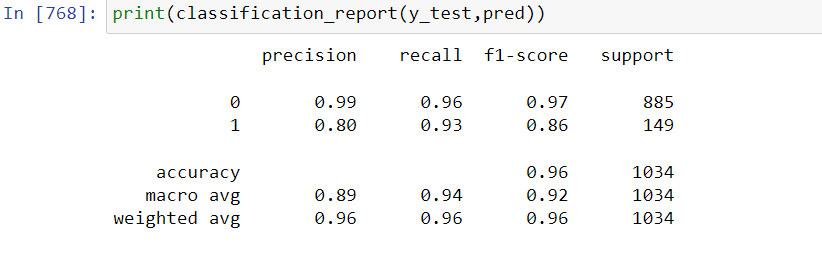 In [768]: print(classification_report(y_test,pred))
precision recall f1-score support
0 0.99 0.96 0.97 885
1 0.80 0.93 0.86 149
accuracy 0.96 1034
macro avg 0.89 0.94 0.92 1034
weighted avg 0.96 0.96 0.96 1034